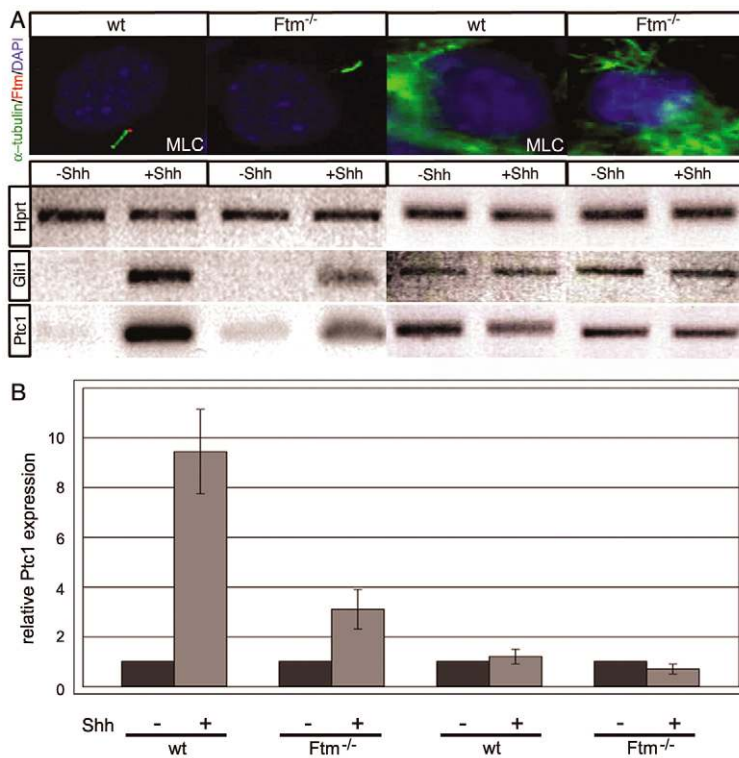 A
wt Ftm-/- wt Ftm-/-
α–tubulin/Ftm/DAPI
MLC MLC
-Shh +Shh -Shh +Shh -Shh +Shh -Shh +Shh
Hprt
Gli1
Ptc1
B
relative Ptc1 expression
10
8
6
4
2
0
Shh - + - + - + - +
wt Ftm-/- wt Ftm-/-